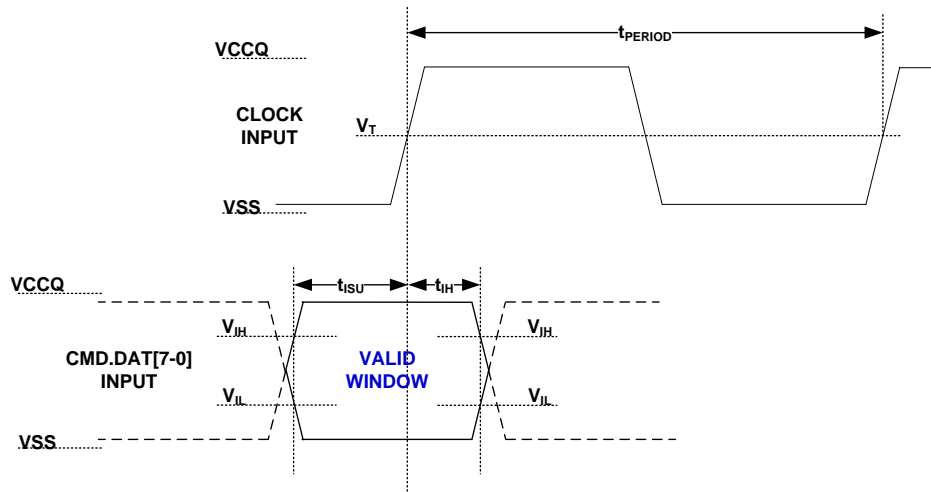 tPERIOD
VCCQ
CLOCK
INPUT
VT
VSS
VCCQ
tISU
tIH
VIH
VIH
CMD.DAT[7-0]
INPUT
VALID
WINDOW
VIL
VIL
VSS